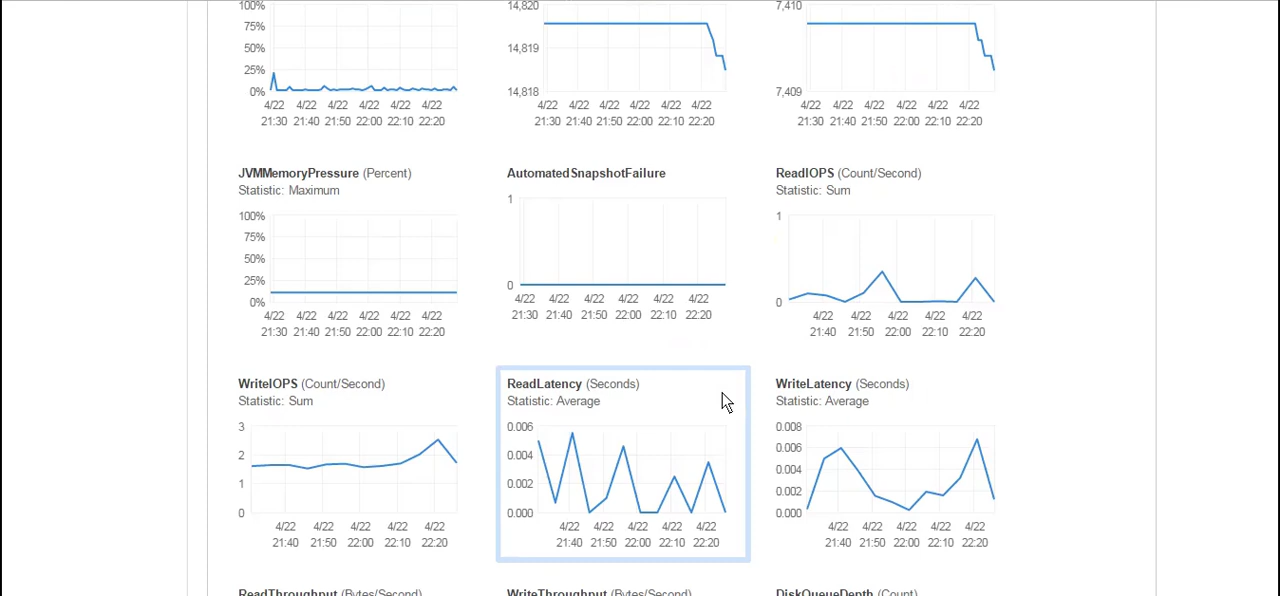 100%
75%
50%
25%
0%
4/22 4/22 4/22 4/22 4/22 4/22
21:30 21:40 21:50 22:00 22:10 22:20
14,820
14,819
14,818
4/22 4/22 4/22 4/22 4/22 4/22
21:30 21:40 21:50 22:00 22:10 22:20
7,410
7,409
4/22 4/22 4/22 4/22 4/22 4/22
21:30 21:40 21:50 22:00 22:10 22:20
JVMMemoryPressure (Percent)
Statistic: Maximum
100%
75%
50%
25%
0%
4/22 4/22 4/22 4/22 4/22 4/22
21:30 21:40 21:50 22:00 22:10 22:20
AutomatedSnapshotFailure
1
0
4/22 4/22 4/22 4/22 4/22 4/22
21:30 21:40 21:50 22:00 22:10 22:20
ReadIOPS (Count/Second)
Statistic: Sum
1
0
4/22 4/22 4/22 4/22 4/22
21:40 21:50 22:00 22:10 22:20
WriteIOPS (Count/Second)
Statistic: Sum
3
2
1
0
4/22 4/22 4/22 4/22 4/22
21:40 21:50 22:00 22:10 22:20
ReadLatency (Seconds)
Statistic: Average
0.006
0.004
0.002
0.000
4/22 4/22 4/22 4/22 4/22
21:40 21:50 22:00 22:10 22:20
WriteLatency (Seconds)
Statistic: Average
0.008
0.006
0.004
0.002
0.000
4/22 4/22 4/22 4/22 4/22
21:40 21:50 22:00 22:10 22:20
ReadThroughput (Bytes/Second)
WriteThroughput (Bytes/Second)
DiskQueueDepth (Count)